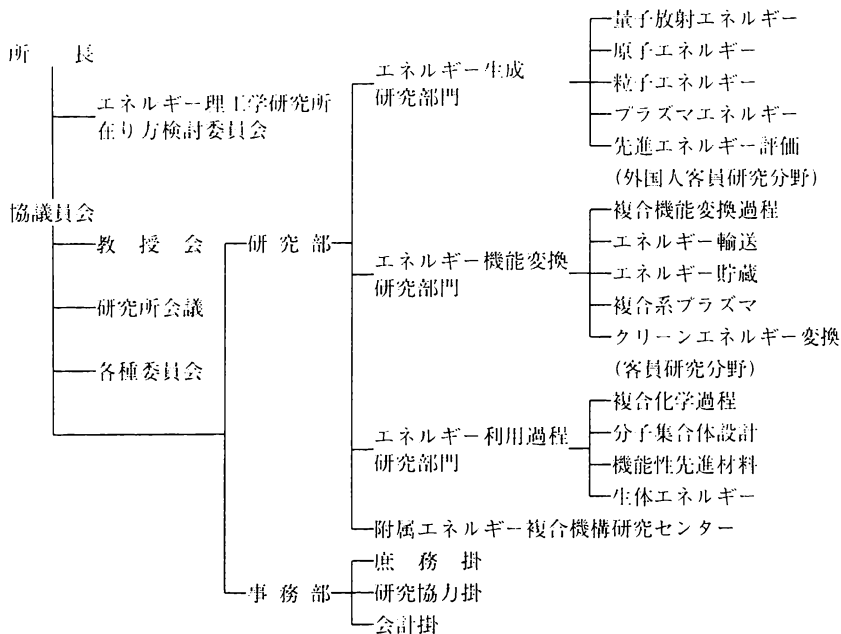 所長
エネルギー理工学研究所
在り方検討委員会
協議員会
教授会
研究所会議
各種委員会
研究部
エネルギー生成
研究部門
量子放射エネルギー
原子エネルギー
粒子エネルギー
プラズマエネルギー
先進エネルギー評価
(外国人客員研究分野)
エネルギー機能変換
研究部門
複合機能変換過程
エネルギー輸送
エネルギー貯蔵
複合系プラズマ
クリーンエネルギー変換
(客員研究分野)
エネルギー利用過程
研究部門
複合化学過程
分子集合体設計
機能性先進材料
生体エネルギー
附属エネルギー複合機構研究センター
事務部
庶務掛
研究協力掛
会計掛